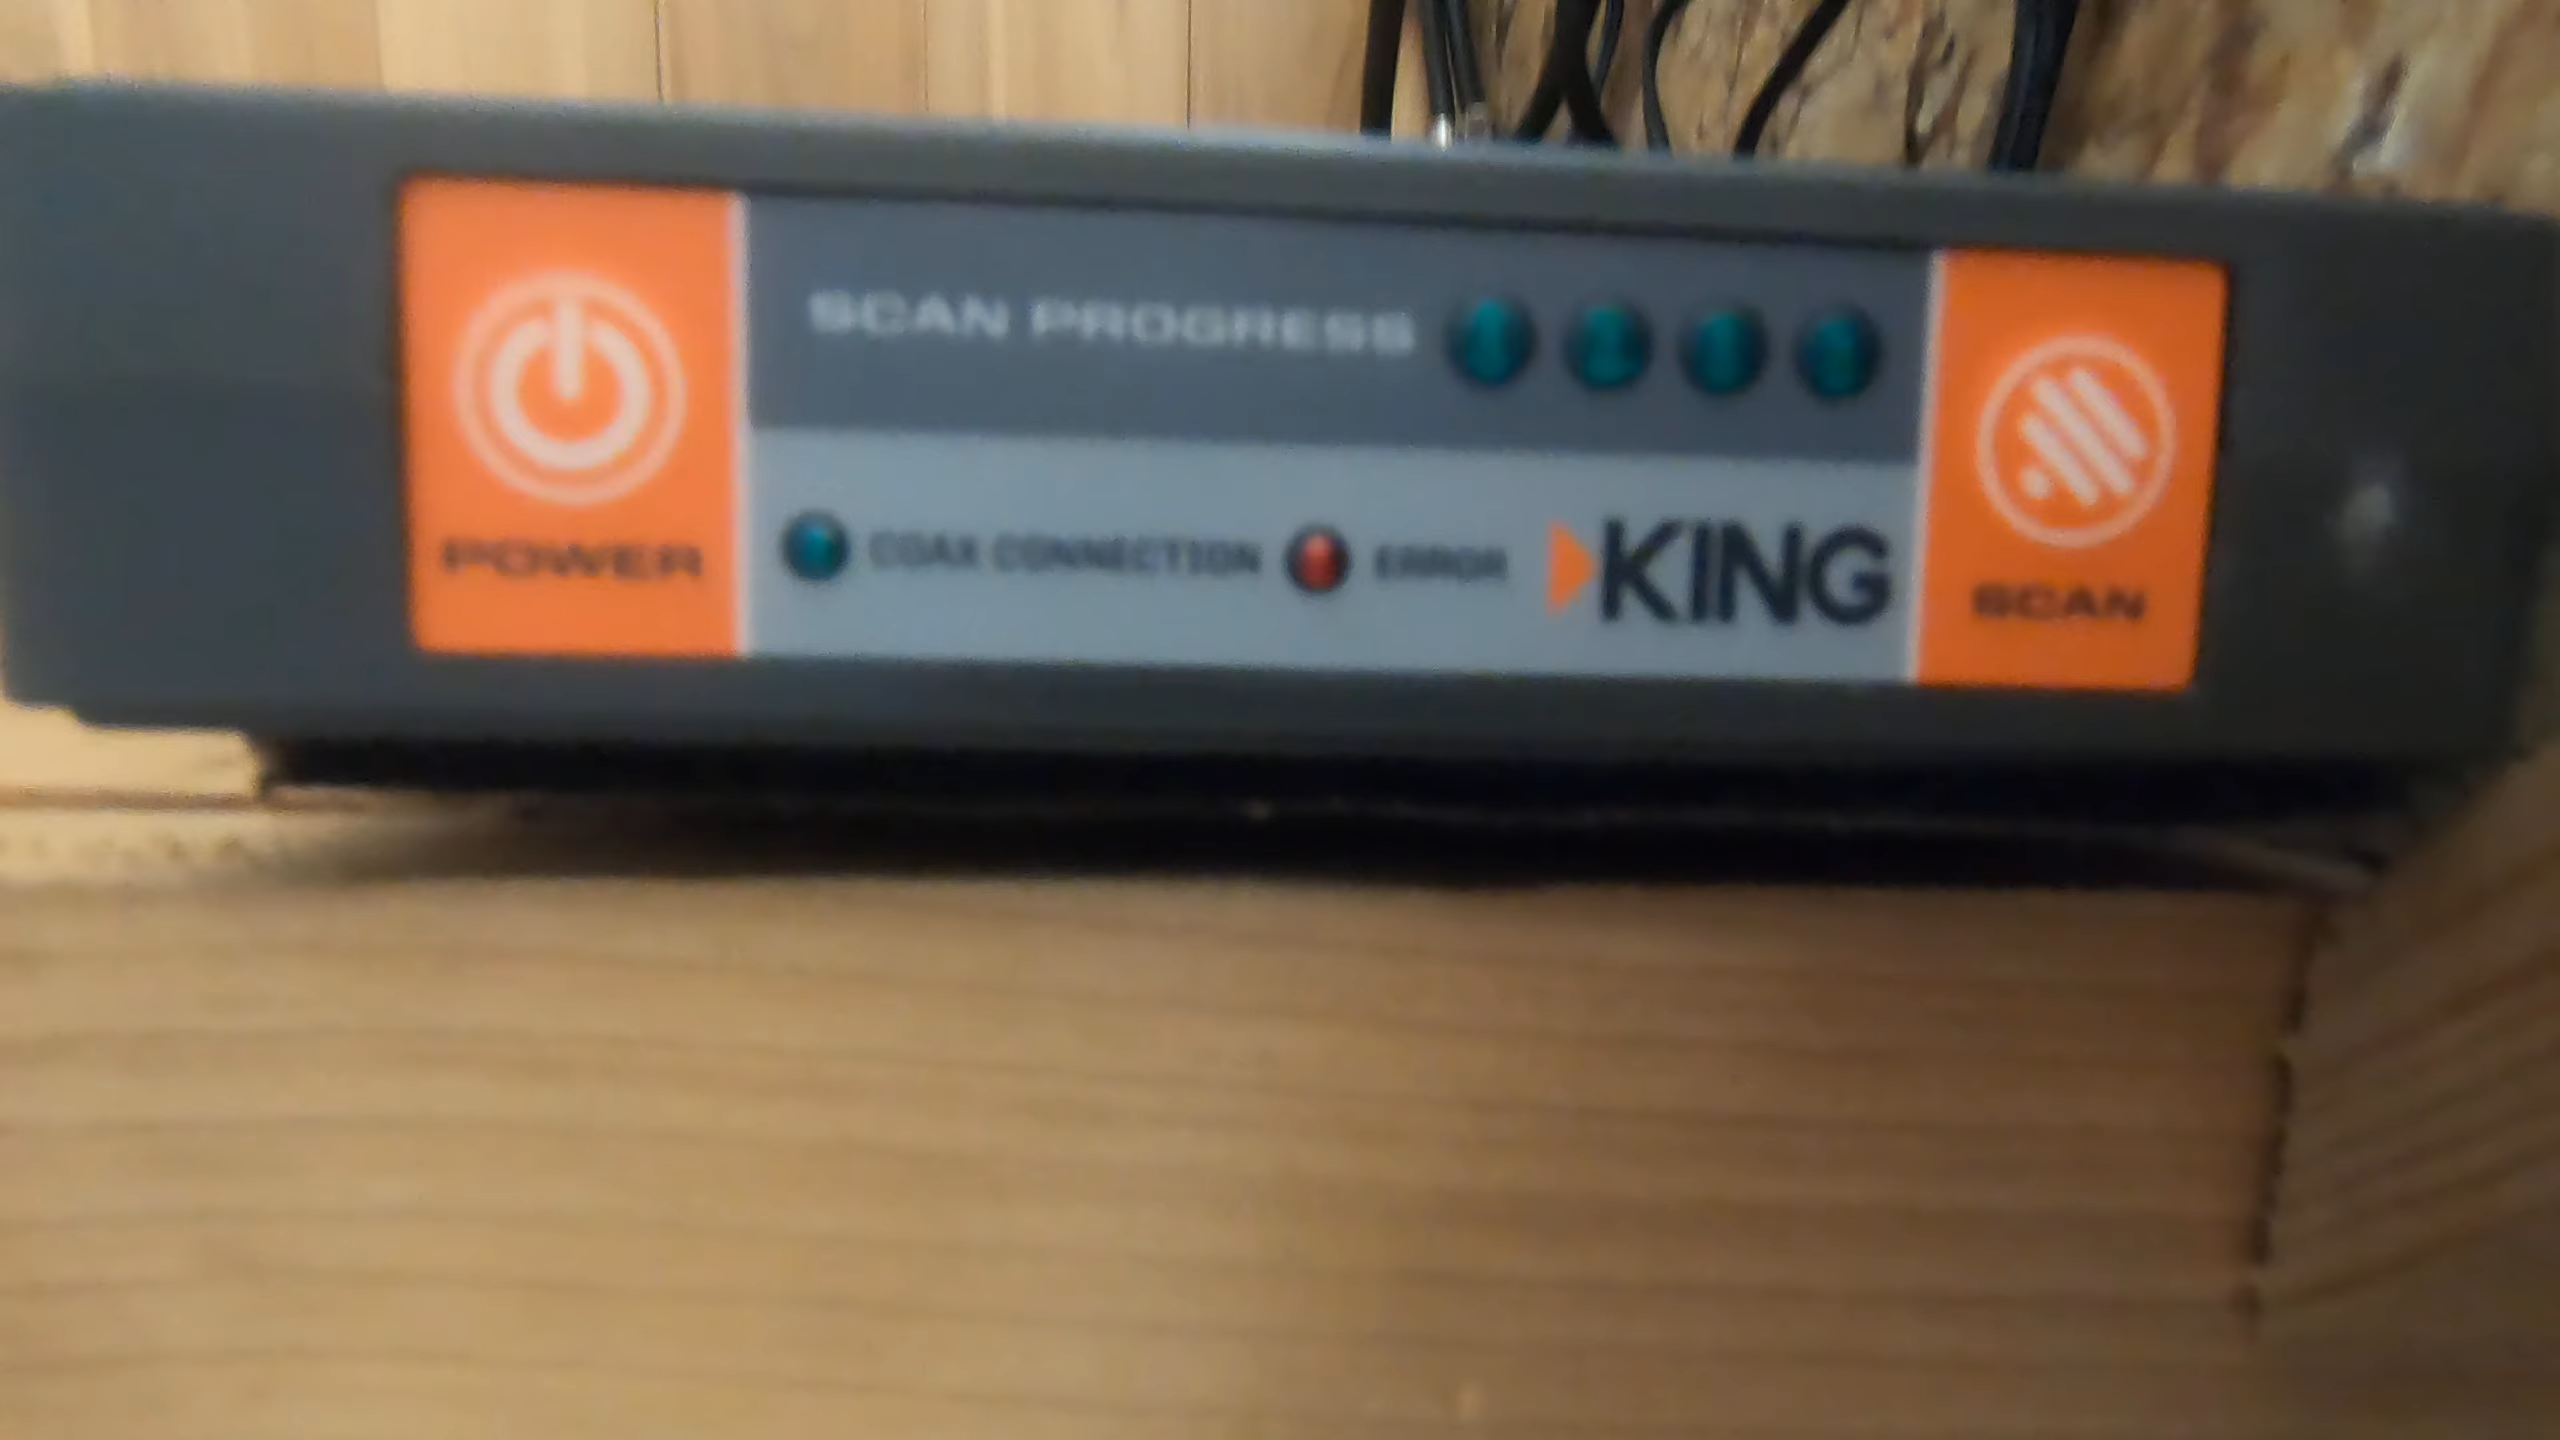 POWER
SCAN PROGRESS
COAX CONNECTION
ERROR
KING
SCAN